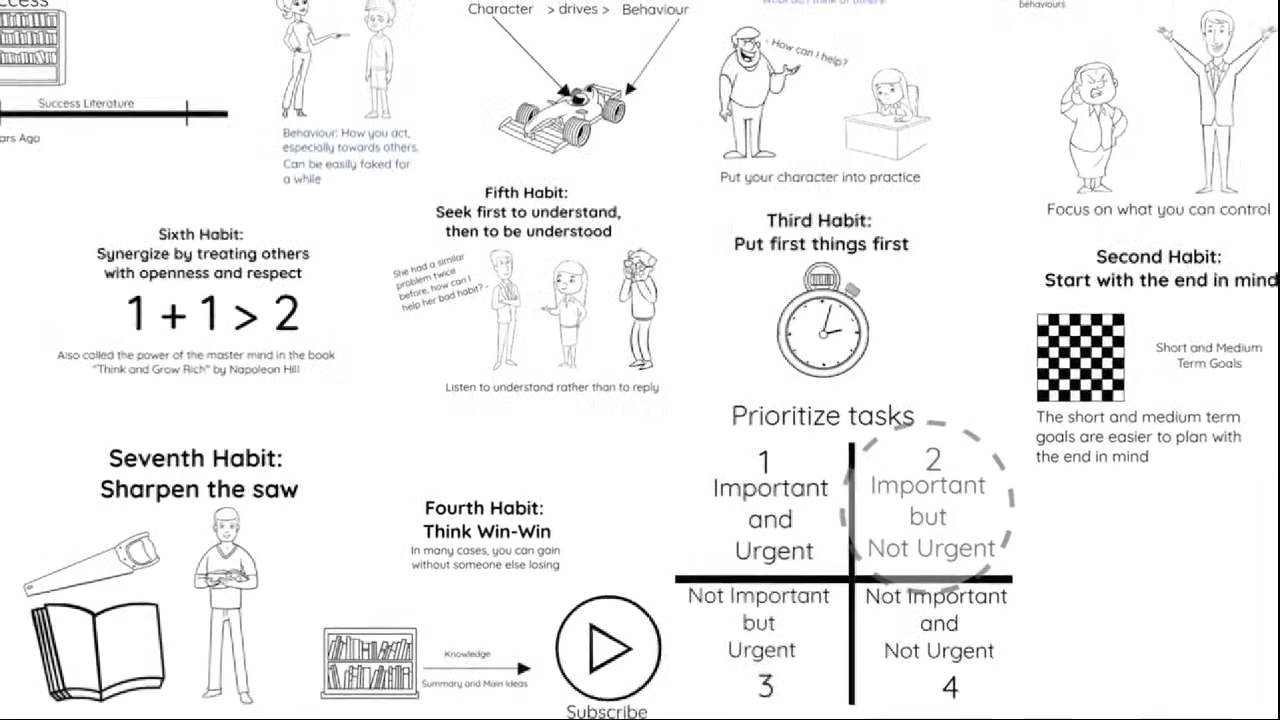 Character > drives > Behaviour
behaviours
- How can I help?
Success Literature
ars Ago
Behaviour: How you act,
especially towards others.
Can be easily faked for
a while
Put your character into practice
Focus on what you can control
Fifth Habit:
Seek first to understand,
then to be understood
She had a similar
problem twice
before, how can I
help her bad habit? -
Listen to understand rather than to reply
Third Habit:
Put first things first
Sixth Habit:
Synergize by treating others
with openness and respect
1 + 1 > 2
Also called the power of the master mind in the book
"Think and Grow Rich" by Napoleon Hill
Second Habit:
Start with the end in mind
Short and Medium
Term Goals
The short and medium term
goals are easier to plan with
the end in mind
Prioritize tasks
1
Important
and
Urgent
2
Important
but
Not Urgent
Not Important
but
Urgent
3
Not Important
and
Not Urgent
4
Seventh Habit:
Sharpen the saw
Fourth Habit:
Think Win-Win
In many cases, you can gain
without someone else losing
Knowledge
Summary and Main Ideas
Subscribe